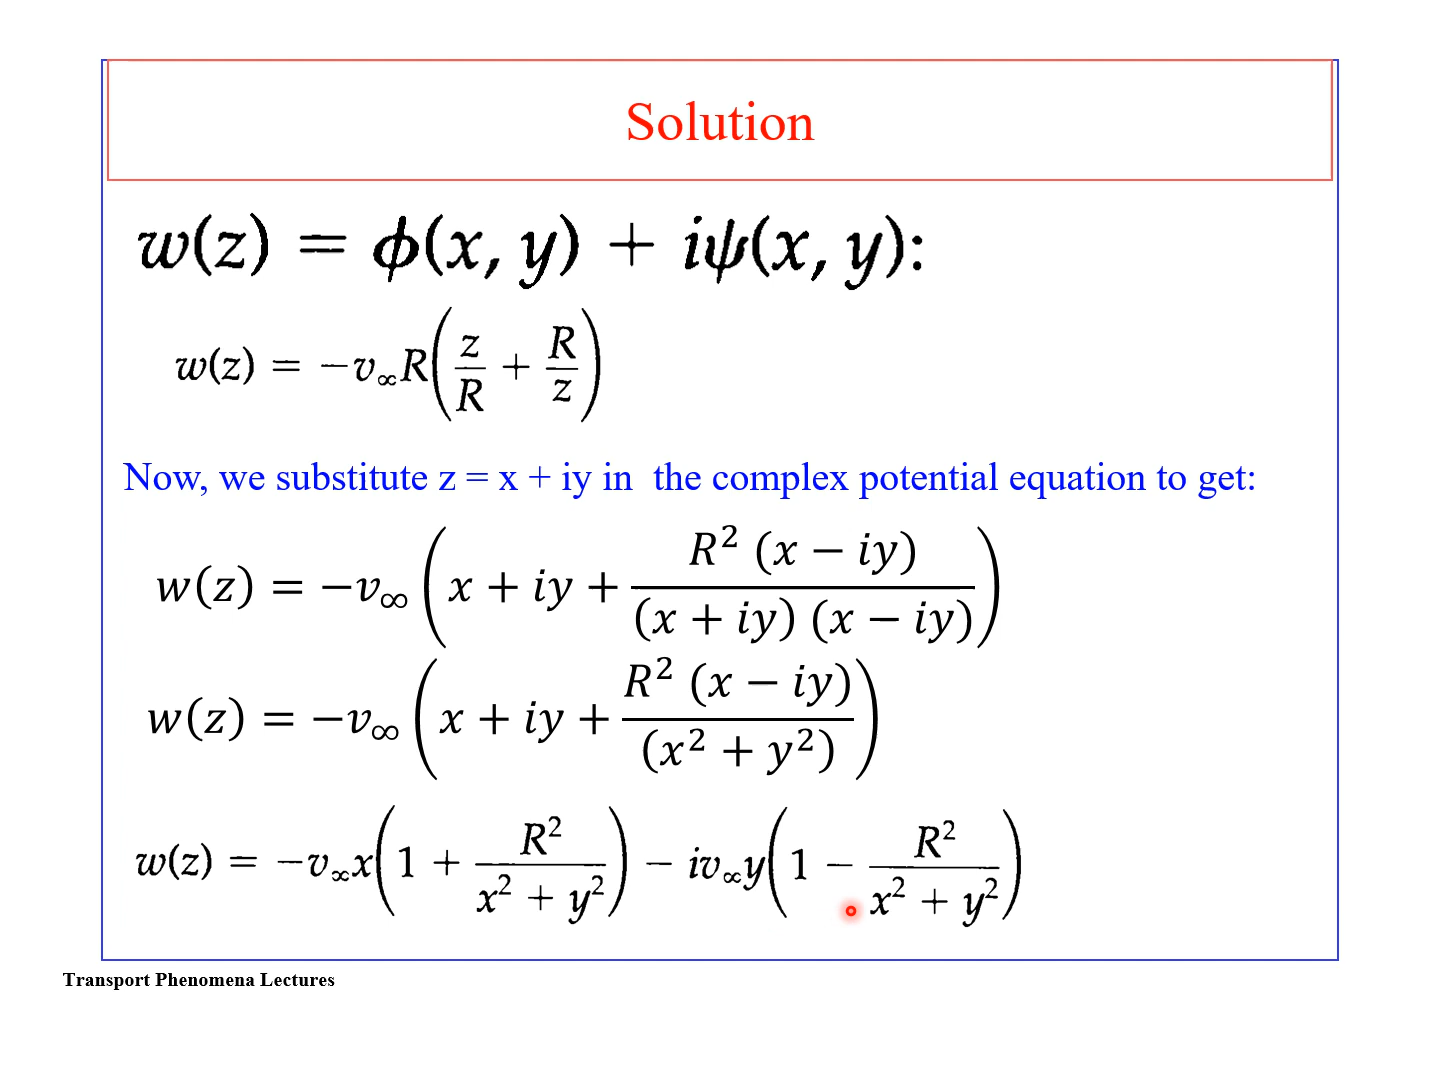 Solution
w(z) = ϕ(x, y) + iψ(x, y):
w(z) = −v∞R(z/R + R/z)
Now, we substitute z = x + iy in the complex potential equation to get:
w(z) = −v∞ (x + iy + R² (x − iy)/((x + iy) (x − iy)))
w(z) = −v∞ (x + iy + R² (x − iy)/(x² + y²))
w(z) = −v∞x(1 + R²/(x² + y²)) − iv∞y(1 − R²/(x² + y²))
Transport Phenomena Lectures